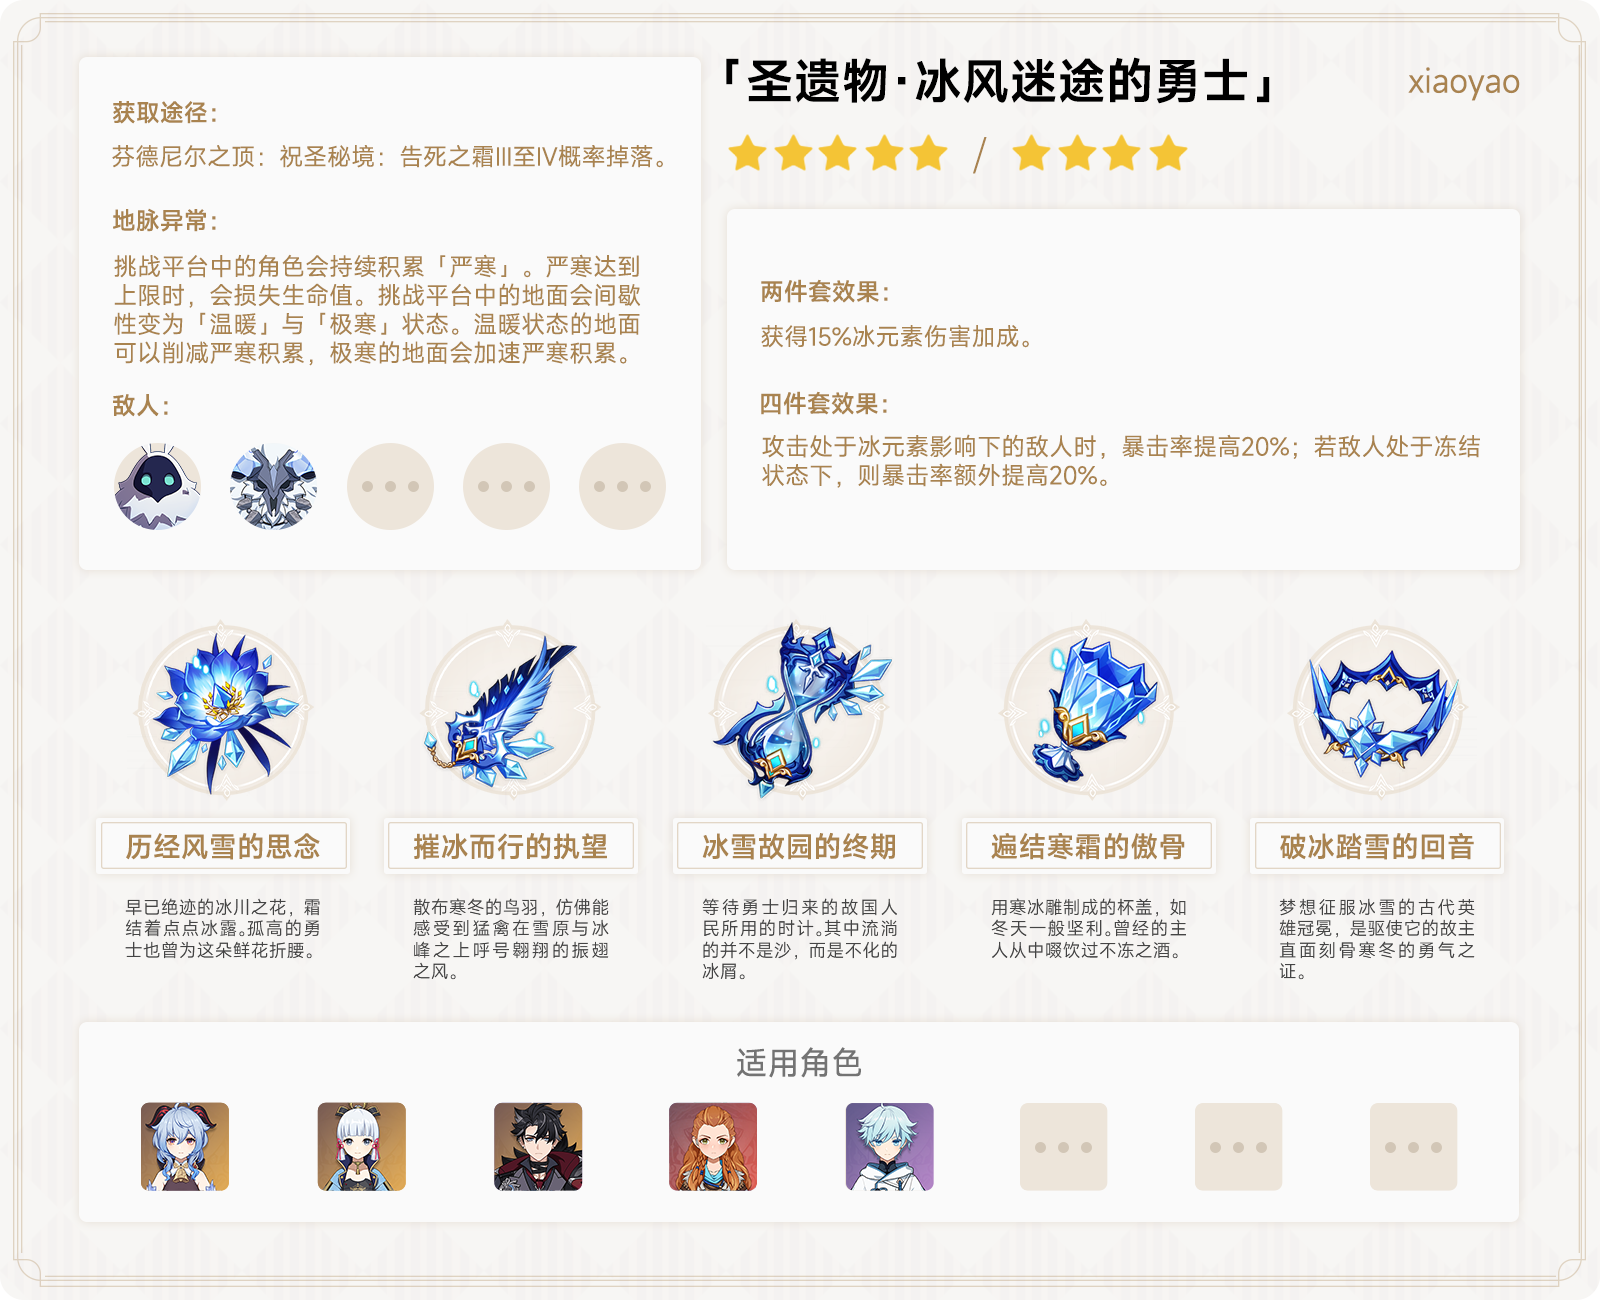 「圣遗物·冰风迷途的勇士」
xiaoyao
获取途径：
芬德尼尔之顶：祝圣秘境：告死之霜III至IV概率掉落。
地脉异常：
挑战平台中的角色会持续积累「严寒」。严寒达到
上限时，会损失生命值。挑战平台中的地面会间歇
性变为「温暖」与「极寒」状态。温暖状态的地面
可以削减严寒积累，极寒的地面会加速严寒积累。
敌人：
两件套效果：
获得15%冰元素伤害加成。
四件套效果：
攻击处于冰元素影响下的敌人时，暴击率提高20%；若敌人处于冻结
状态下，则暴击率额外提高20%。
历经风雪的思念
早已绝迹的冰川之花，霜
结着点点冰露。孤高的勇
士也曾为这朵鲜花折腰。
摧冰而行的执望
散布寒冬的鸟羽，仿佛能
感受到猛禽在雪原与冰
峰之上呼号翱翔的振翅
之风。
冰雪故园的终期
等待勇士归来的故国人
民所用的时计。其中流淌
的并不是沙，而是不化的
冰屑。
遍结寒霜的傲骨
用寒冰雕制成的杯盖，如
冬天一般坚利。曾经的主
人从中啜饮过不冻之酒。
破冰踏雪的回音
梦想征服冰雪的古代英
雄冠冕，是驱使它的故主
直面刻骨寒冬的勇气之
证。
适用角色
/